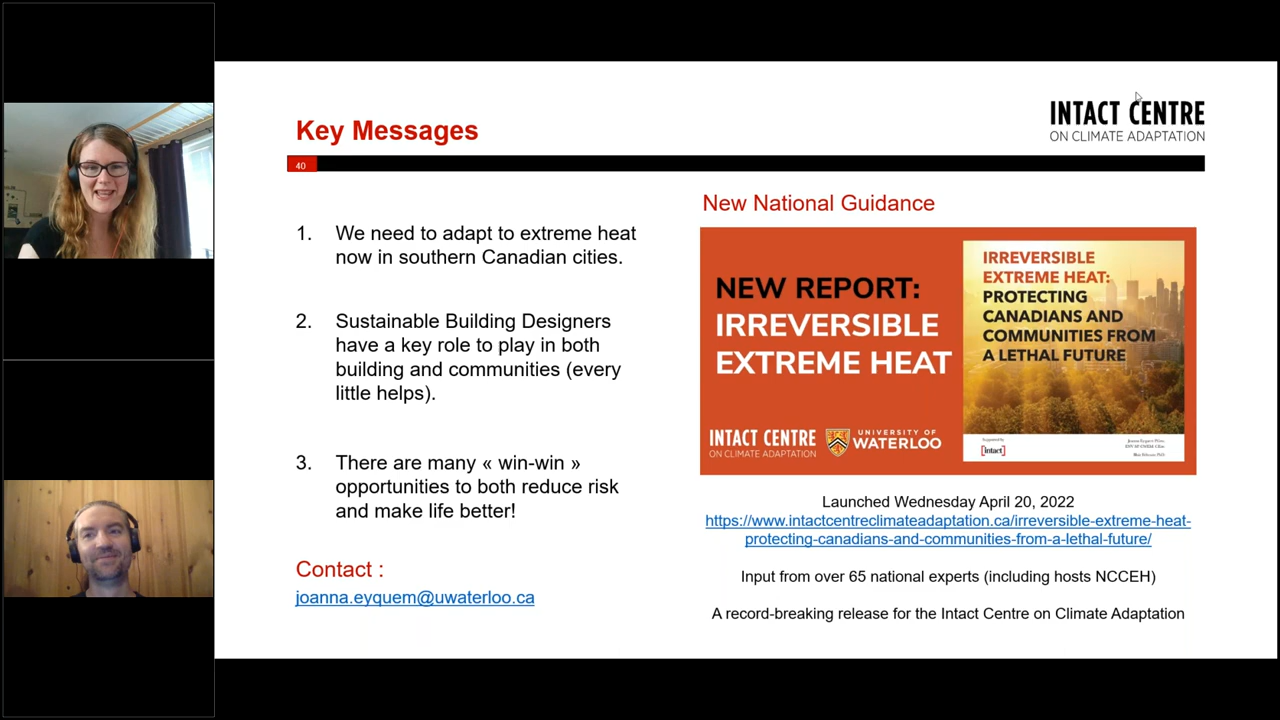 Key Messages
INTACT CENTRE
ON CLIMATE ADAPTATION
40
1. We need to adapt to extreme heat
now in southern Canadian cities.
2. Sustainable Building Designers
have a key role to play in both
building and communities (every
little helps).
3. There are many « win-win »
opportunities to both reduce risk
and make life better!
Contact :
joanna.eyquem@uwaterloo.ca
New National Guidance
NEW REPORT:
IRREVERSIBLE
EXTREME HEAT
INTACT CENTRE
ON CLIMATE ADAPTATION
UNIVERSITY OF
WATERLOO
IRREVERSIBLE
EXTREME HEAT:
PROTECTING
CANADIANS AND
COMMUNITIES FROM
A LETHAL FUTURE
Supported by
[intact]
Launched Wednesday April 20, 2022
https://www.intactcentreclimateadaptation.ca/irreversible-extreme-heat-
protecting-canadians-and-communities-from-a-lethal-future/
Input from over 65 national experts (including hosts NCCEH)
A record-breaking release for the Intact Centre on Climate Adaptation